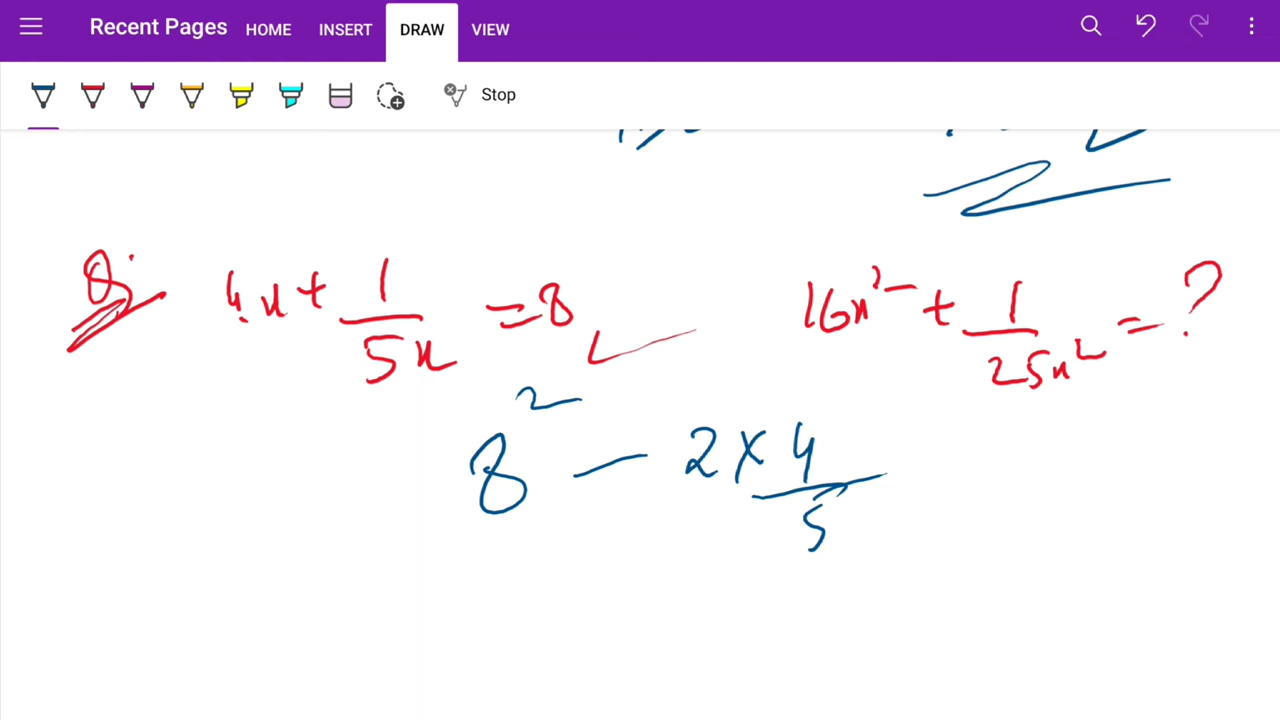 Recent Pages HOME INSERT DRAW VIEW
Stop
Q: 4x + 1/5x = 8 16x² + 1/25x² = ?
8² - 2 × 4/5